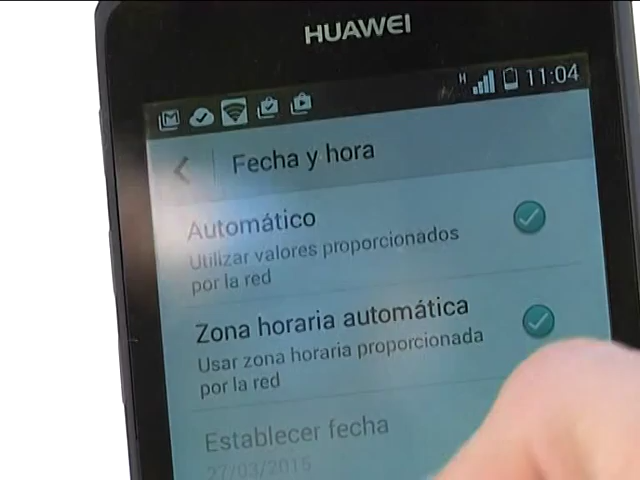 HUAWEI
H 11:04
Fecha y hora
Automático
Utilizar valores proporcionados
por la red
Zona horaria automática
Usar zona horaria proporcionada
por la red
Establecer fecha
27/03/2015